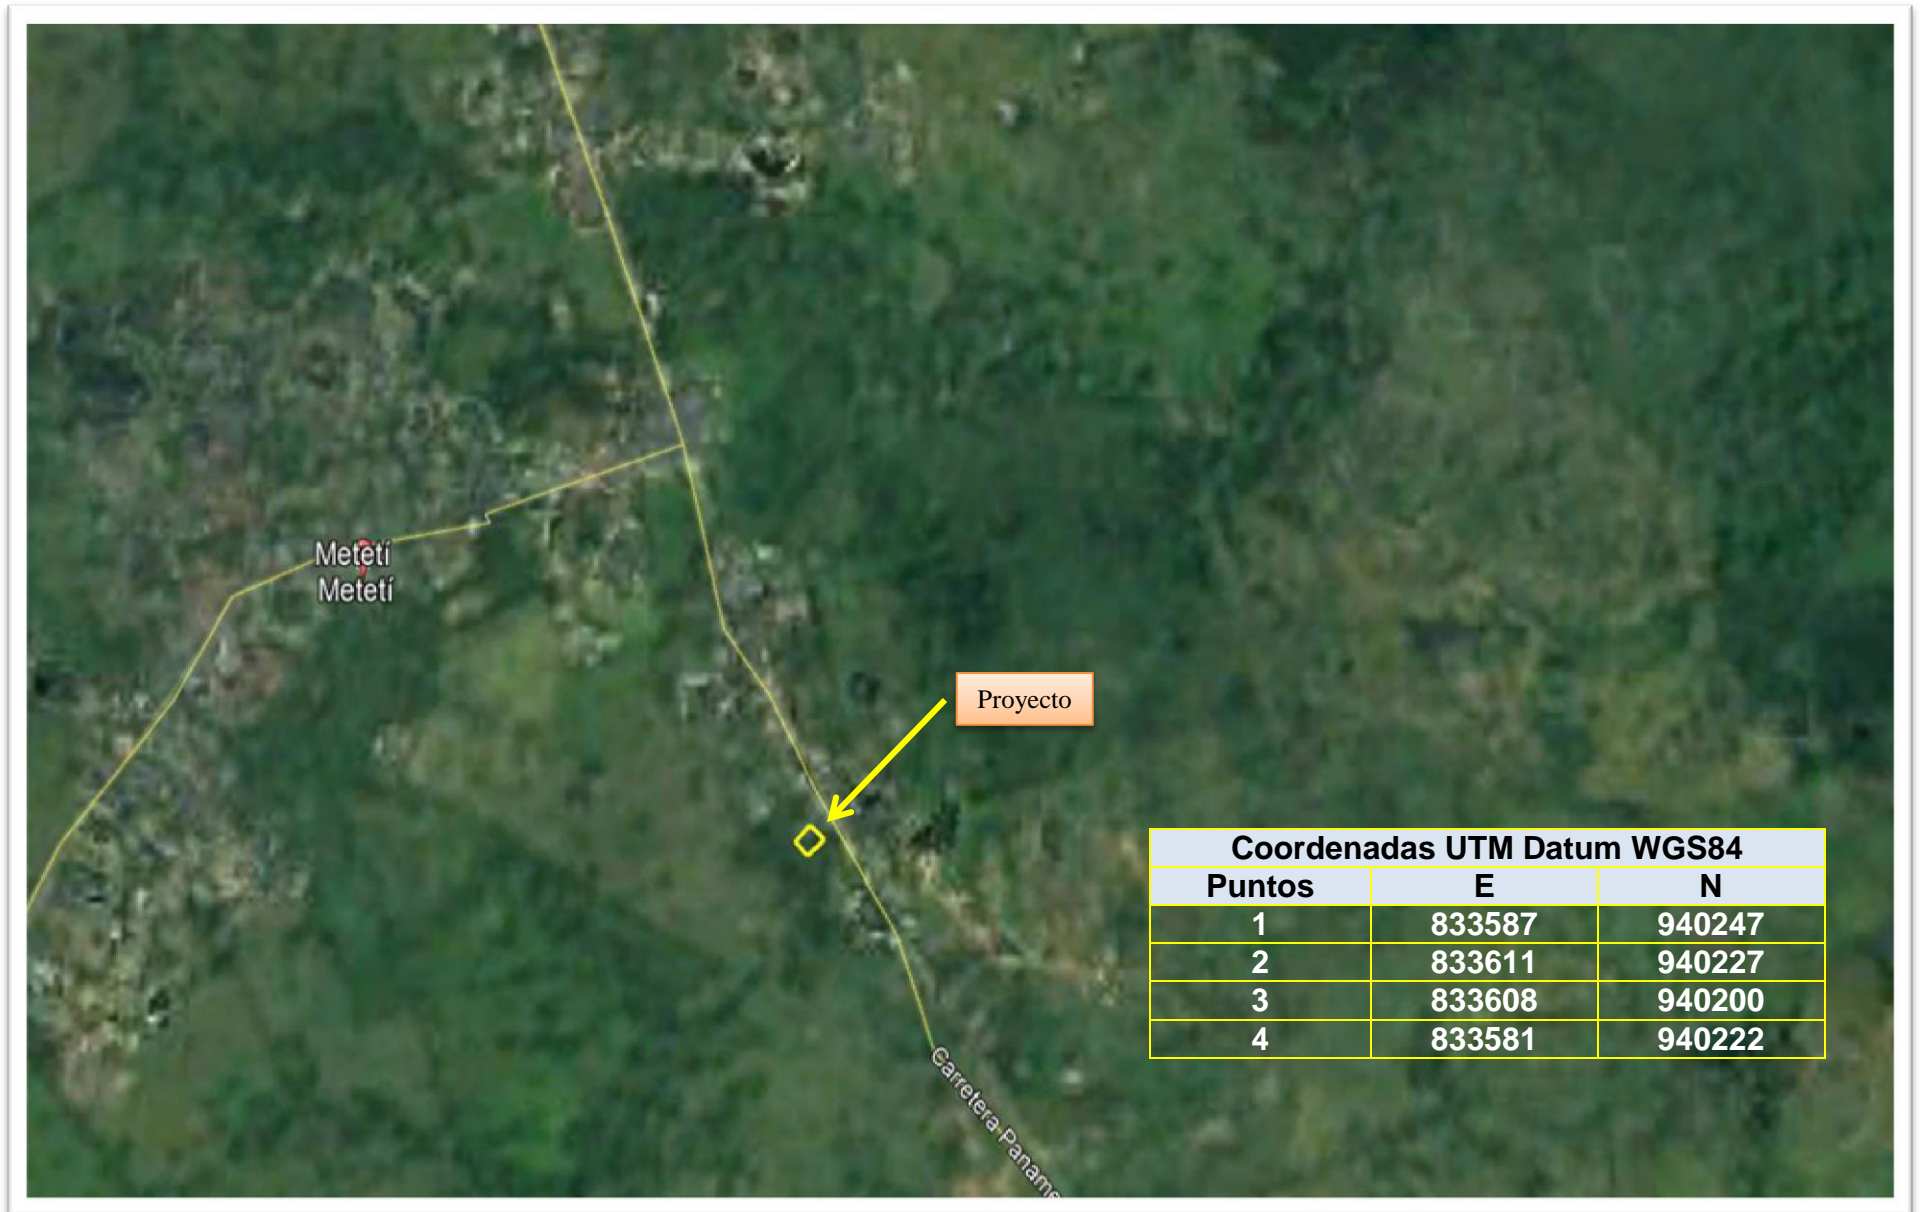 Metetí
Metetí
Proyecto
Coordenadas UTM Datum WGS84
Puntos E N
1 833587 940247
2 833611 940227
3 833608 940200
4 833581 940222
Carretera Paname